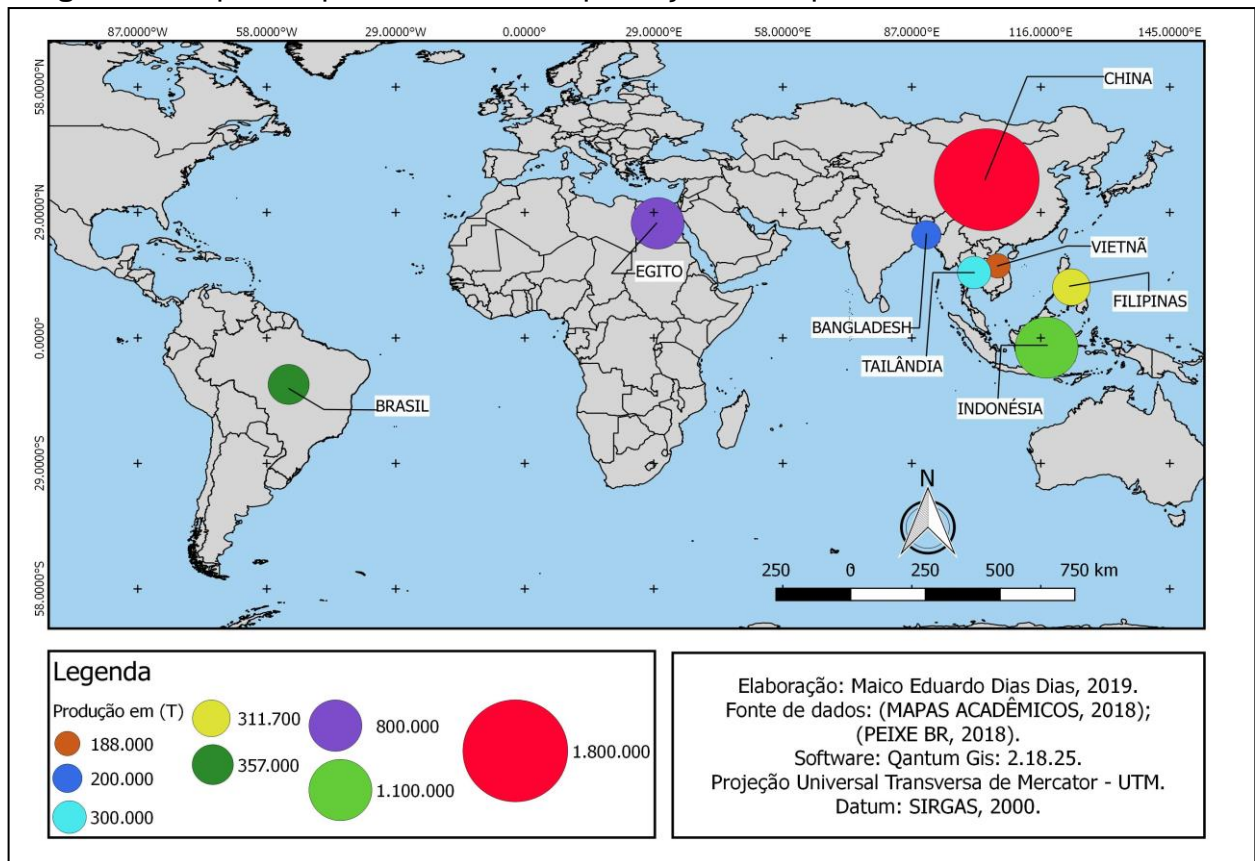 87.0000°W 58.0000°W 29.0000°W 0.0000° 29.0000°E 58.0000°E 87.0000°E 116.0000°E 145.0000°E
58.0000°N
29.0000°N
0.0000°
29.0000°S
58.0000°S
CHINA
EGITO
VIETNÃ
FILIPINAS
BANGLADESH
TAILÂNDIA
BRASIL
INDONÉSIA
N
250 0 250 500 750 km
Legenda
Produção em (T)
188.000
200.000
300.000
311.700
357.000
800.000
1.100.000
1.800.000
Elaboração: Maico Eduardo Dias Dias, 2019.
Fonte de dados: (MAPAS ACADÊMICOS, 2018);
(PEIXE BR, 2018).
Software: Qantum Gis: 2.18.25.
Projeção Universal Transversa de Mercator - UTM.
Datum: SIRGAS, 2000.